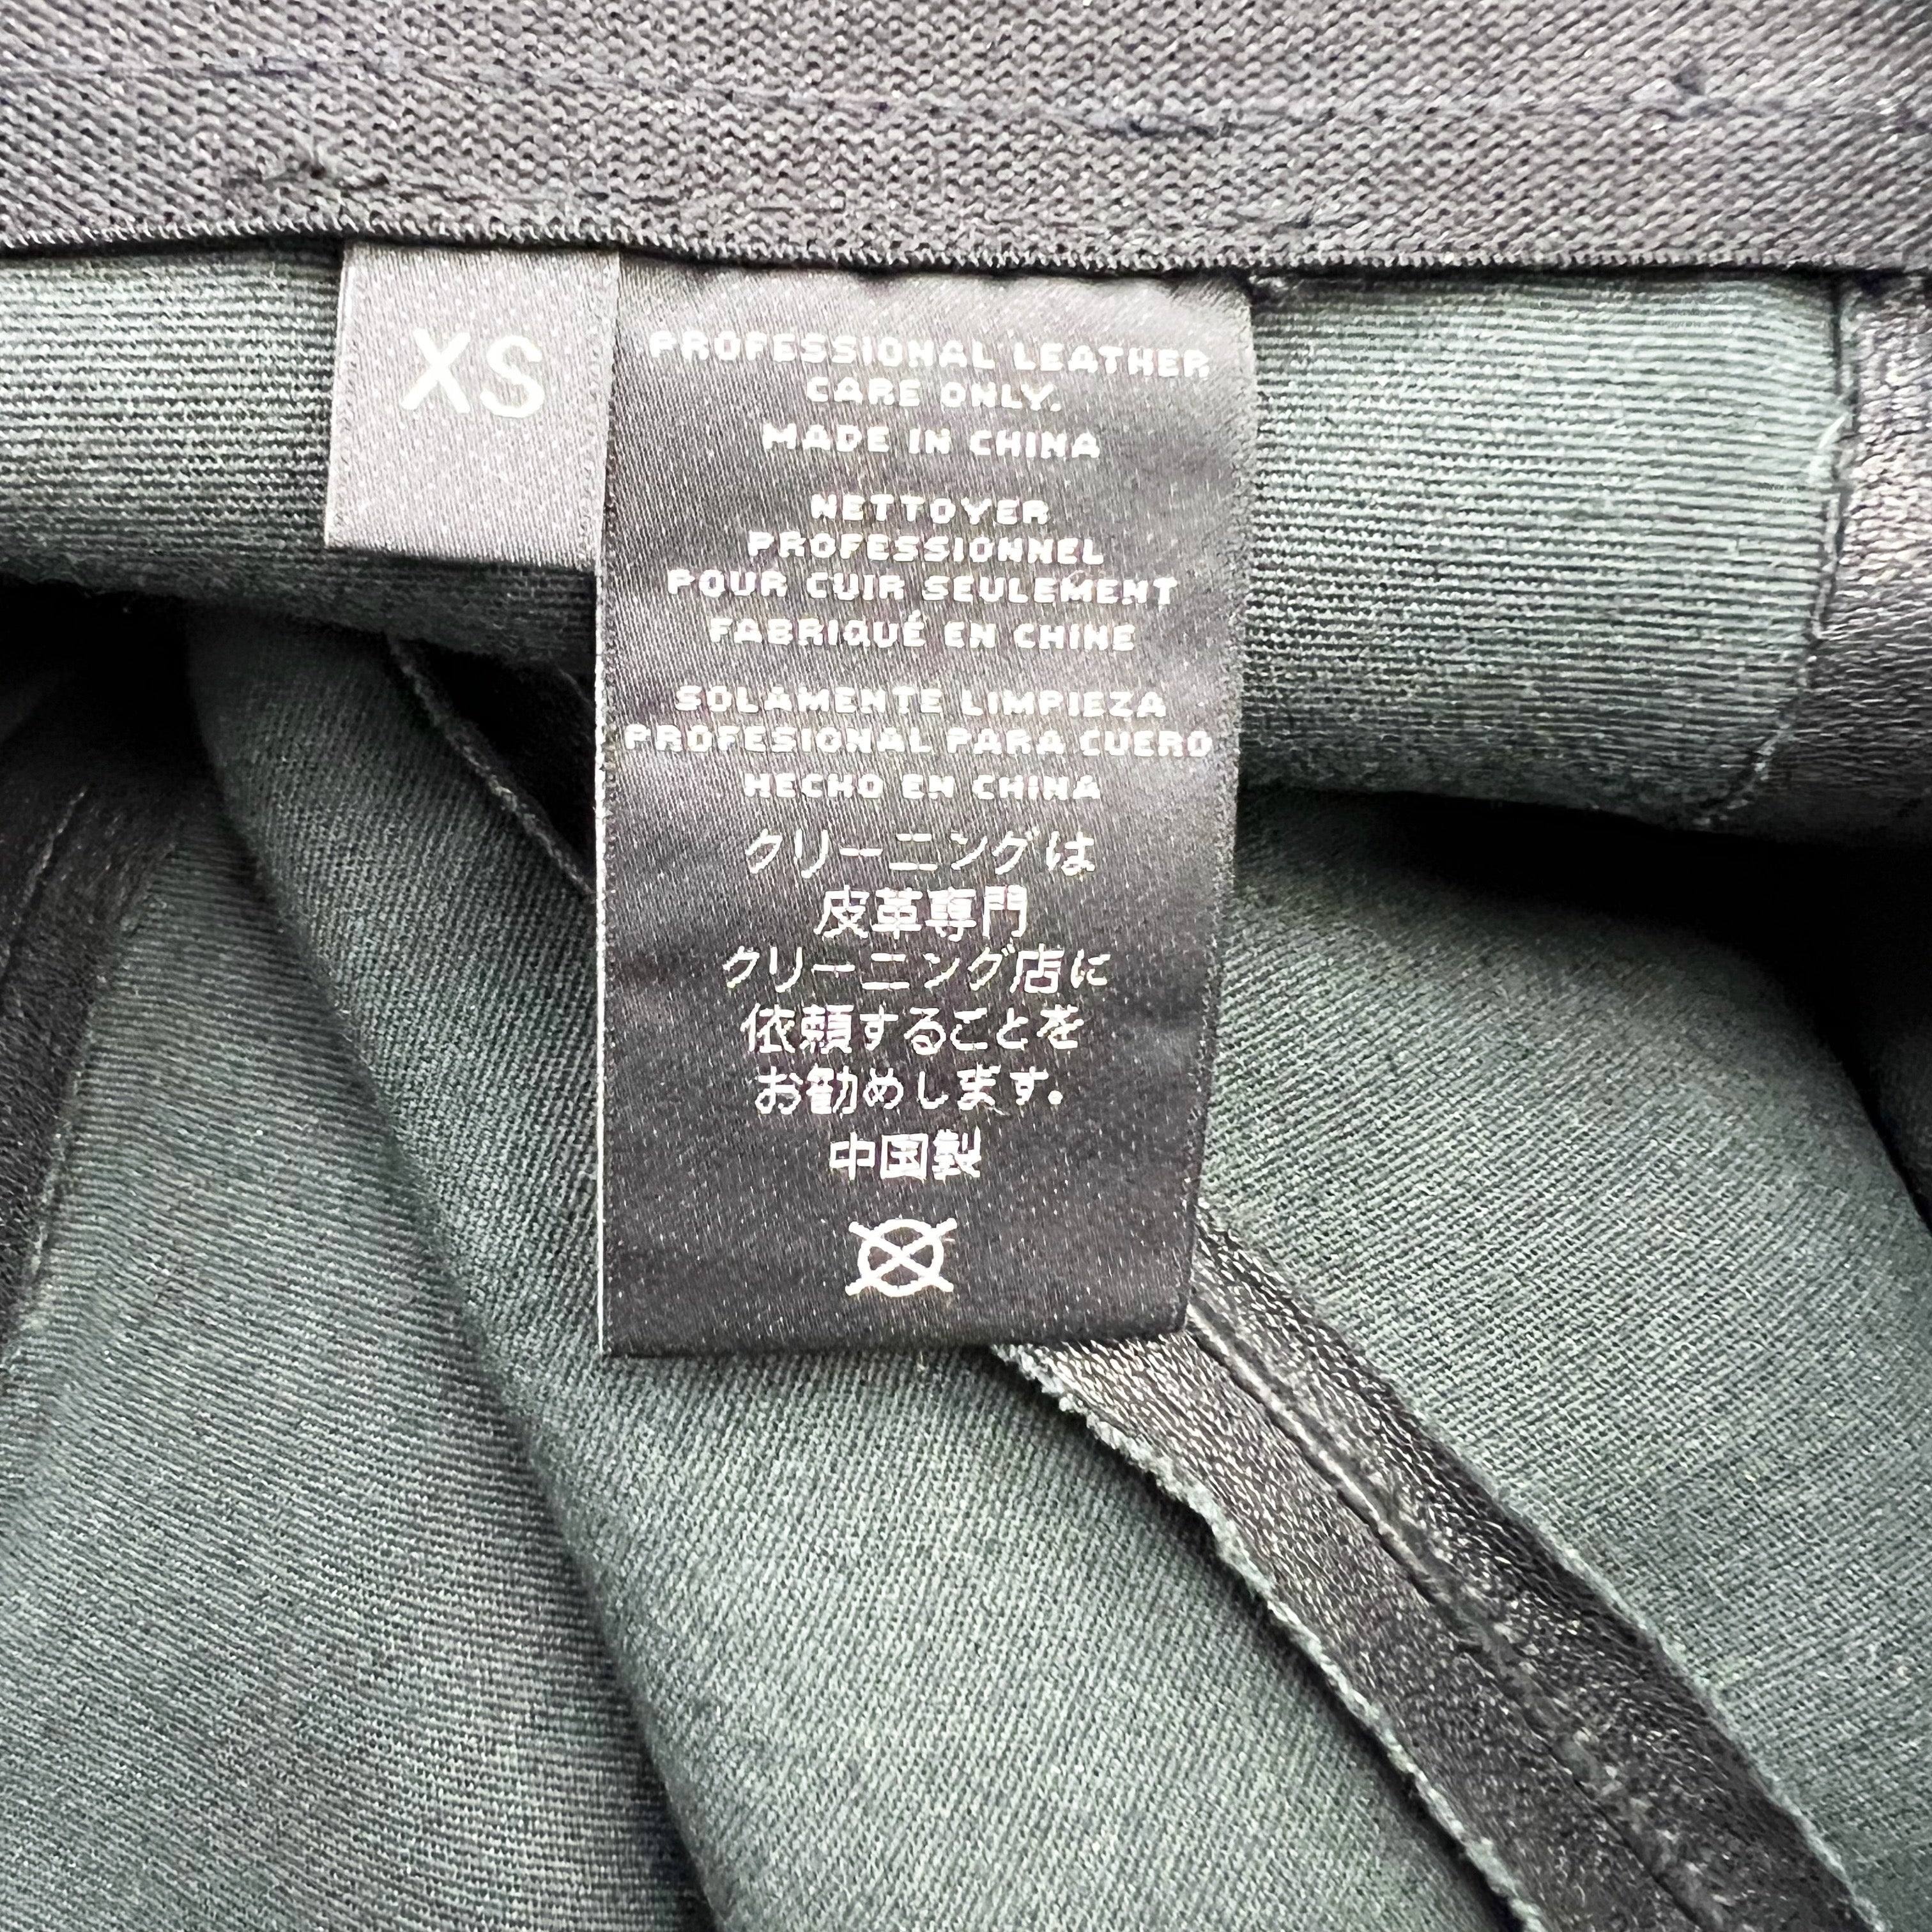 XS
PROFESSIONAL LEATHER
CARE ONLY.
MADE IN CHINA
NETTOYER
PROFESSIONNEL
POUR CUIR SEULEMENT
FABRIQUÉ EN CHINE
SOLAMENTE LIMPIEZA
PROFESIONAL PARA CUERO
HECHO EN CHINA
クリーニングは
皮革専門
クリーニング店に
依頼することを
お勧めします。
中国製